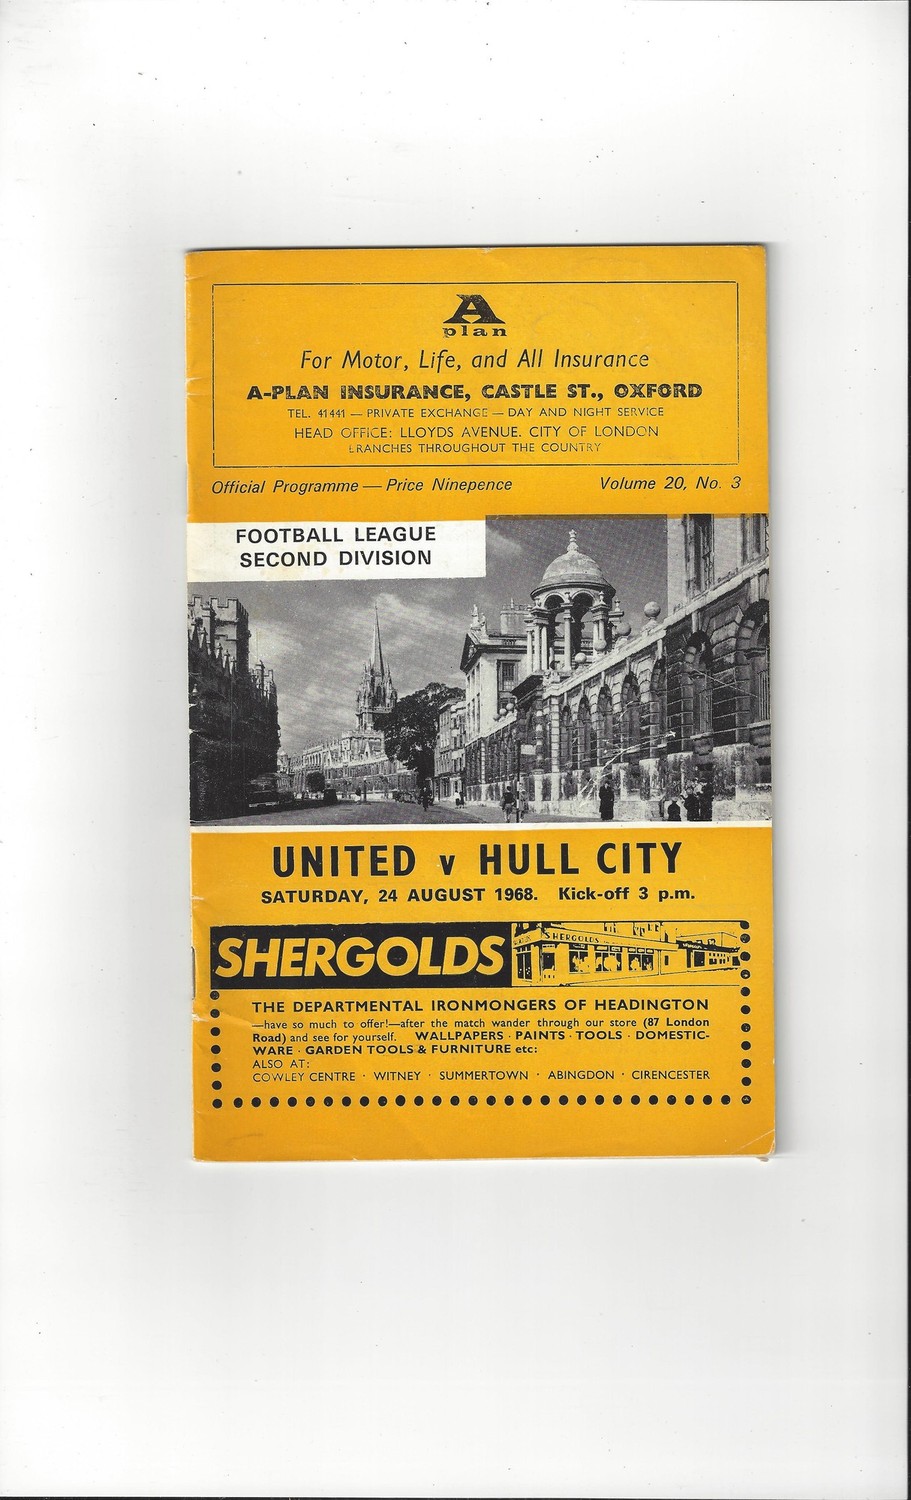 A
plan
For Motor, Life, and All Insurance
A-PLAN INSURANCE, CASTLE ST., OXFORD
TEL. 41441 — PRIVATE EXCHANGE — DAY AND NIGHT SERVICE
HEAD OFFICE: LLOYDS AVENUE. CITY OF LONDON
BRANCHES THROUGHOUT THE COUNTRY
Official Programme — Price Ninepence Volume 20, No. 3
FOOTBALL LEAGUE
SECOND DIVISION
UNITED v HULL CITY
SATURDAY, 24 AUGUST 1968. Kick-off 3 p.m.
SHERGOLDS
SHERGOLDS
THE DEPARTMENTAL IRONMONGERS OF HEADINGTON
—have so much to offer!—after the match wander through our store (87 London
Road) and see for yourself. WALLPAPERS · PAINTS · TOOLS · DOMESTIC-
WARE · GARDEN TOOLS & FURNITURE etc:
ALSO AT:
COWLEY CENTRE · WITNEY · SUMMERTOWN · ABINGDON · CIRENCESTER